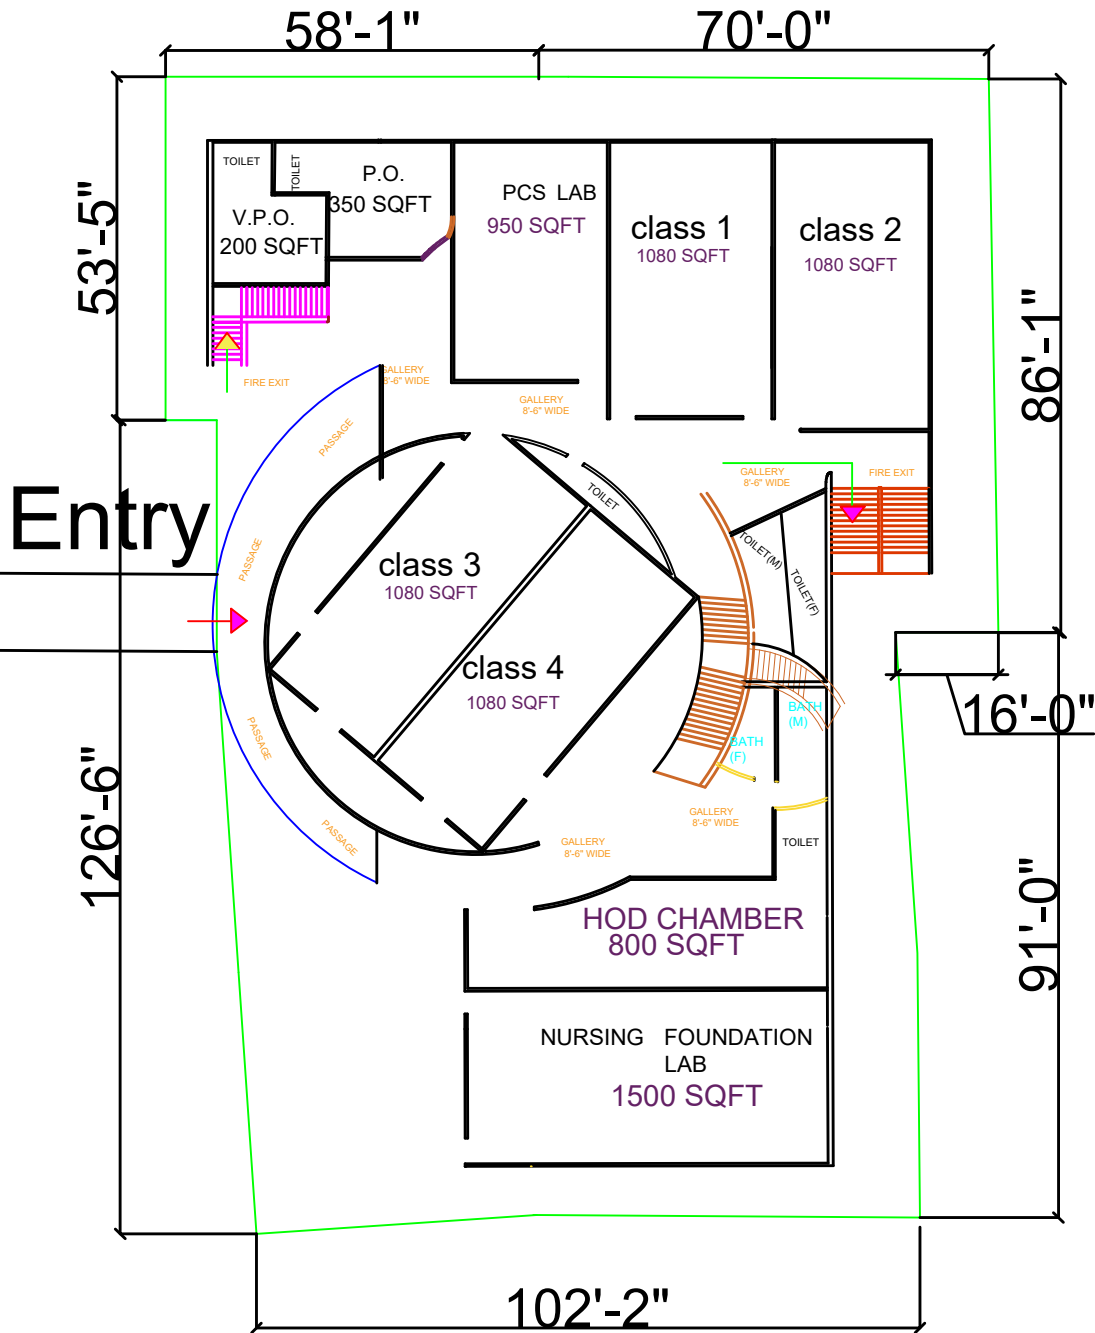 58'-1"
70'-0"
53'-5"
86'-1"
TOILET
TOILET
P.O.
350 SQFT
V.P.O.
200 SQFT
PCS LAB
950 SQFT
class 1
1080 SQFT
class 2
1080 SQFT
FIRE EXIT
GALLERY
8'-6" WIDE
GALLERY
8'-6" WIDE
PASSAGE
GALLERY
8'-6" WIDE
FIRE EXIT
Entry
PASSAGE
TOILET
TOILET(M)
TOILET(F)
class 3
1080 SQFT
class 4
1080 SQFT
PASSAGE
PASSAGE
BATH
(M)
BATH
(F)
16'-0"
126'-6"
GALLERY
8'-6" WIDE
GALLERY
8'-6" WIDE
TOILET
HOD CHAMBER
800 SQFT
91'-0"
NURSING FOUNDATION
LAB
1500 SQFT
102'-2"